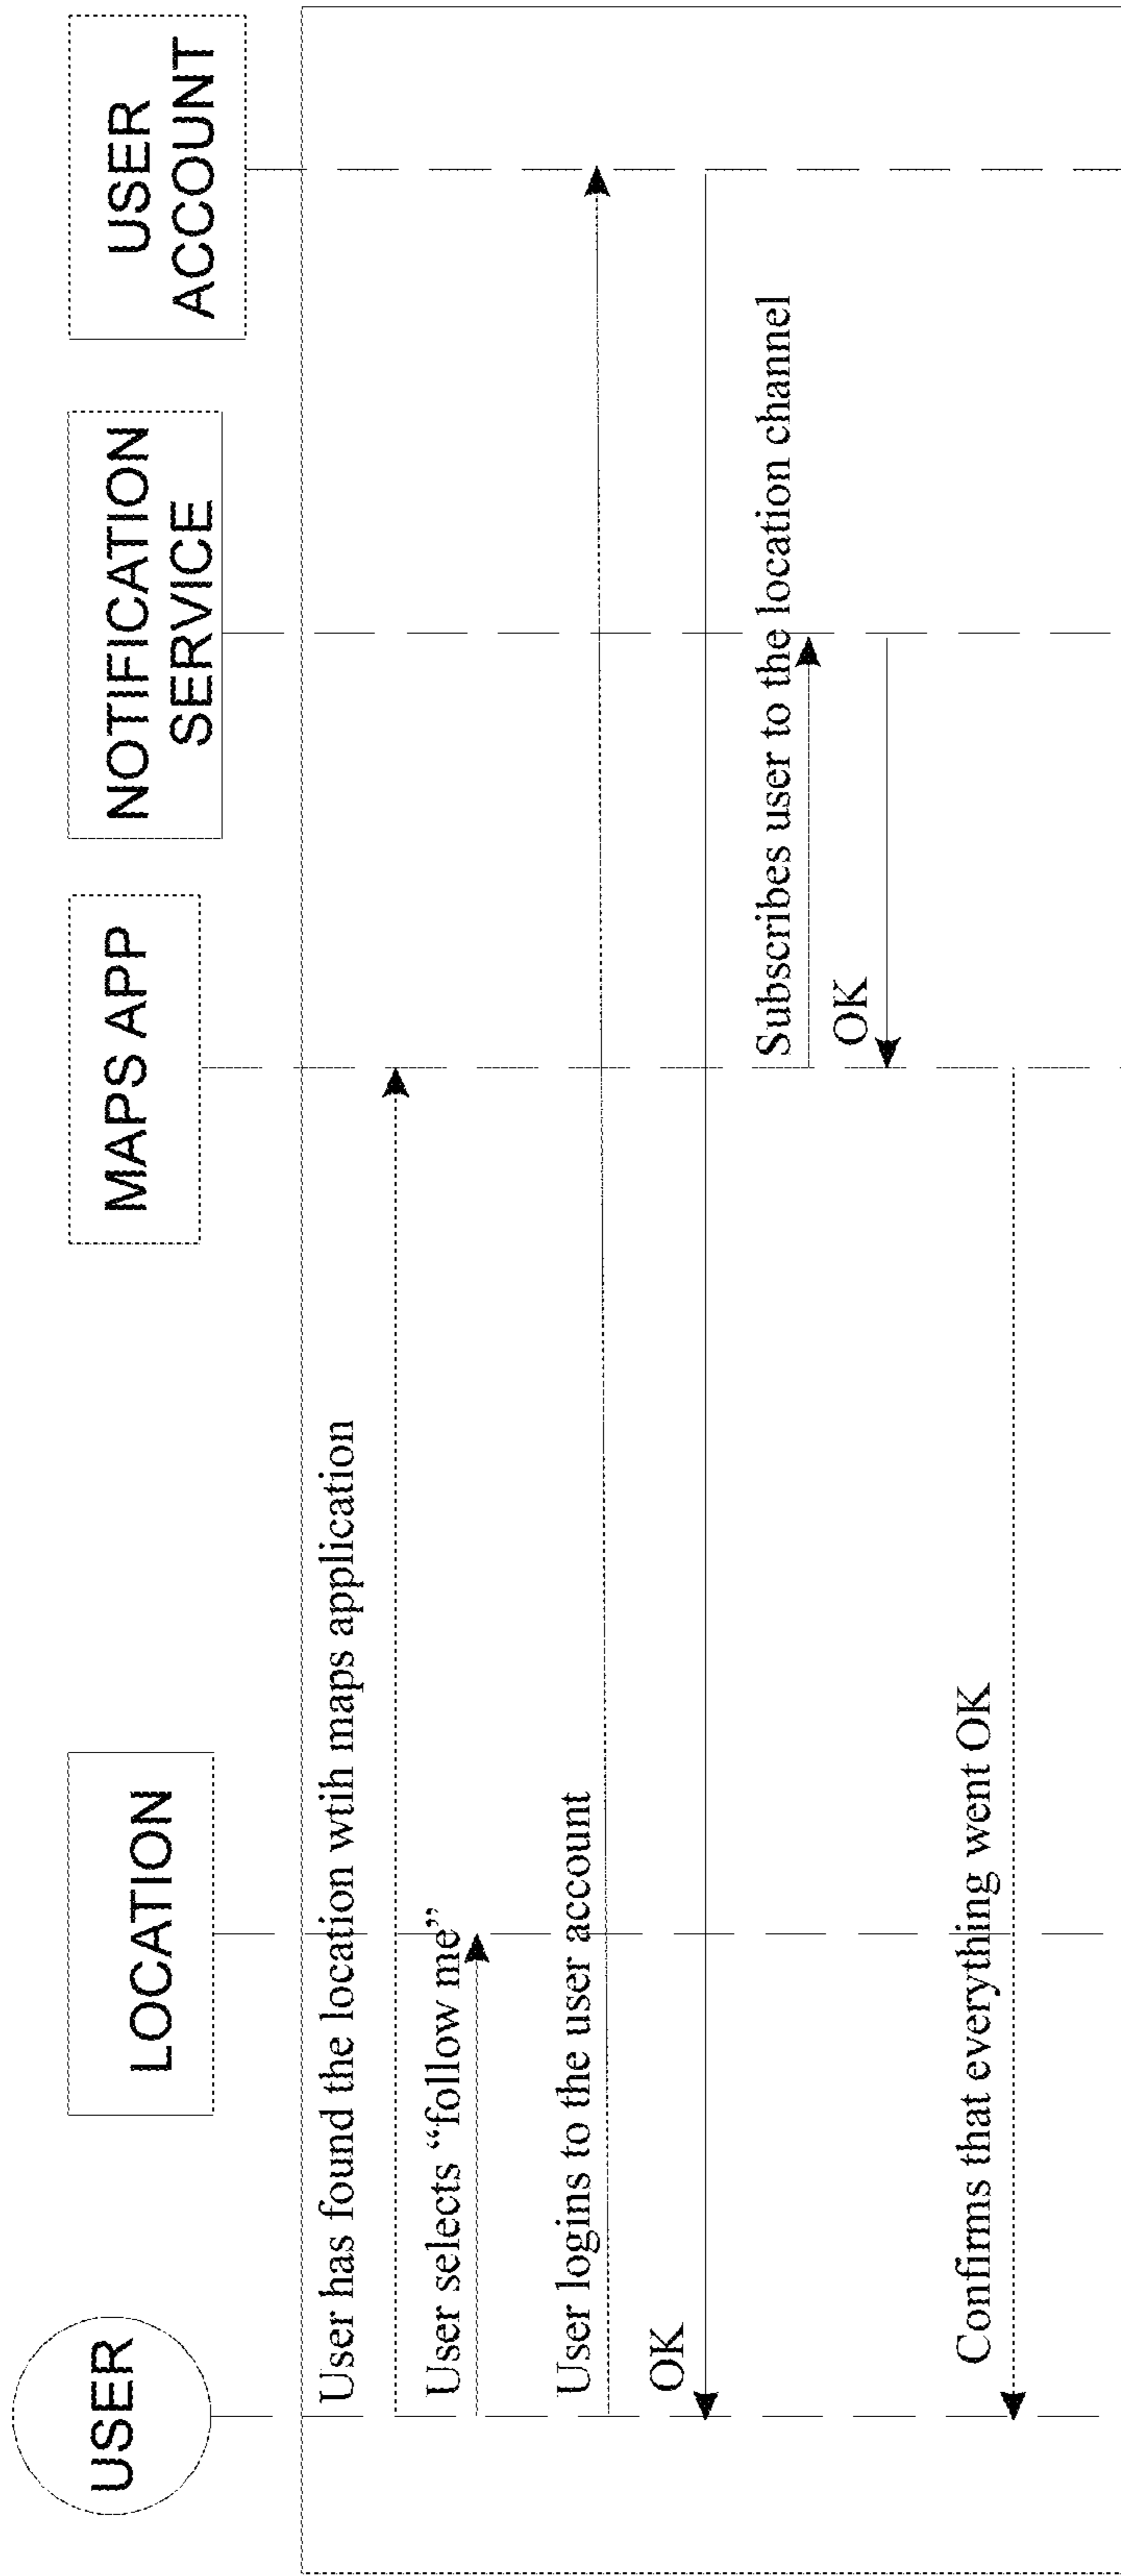 USER
LOCATION
MAPS APP
NOTIFICATION
SERVICE
USER
ACCOUNT
User has found the location wtih maps application
User selects “follow me”
User logins to the user account
OK
Subscribes user to the location channel
OK
Confirms that everything went OK